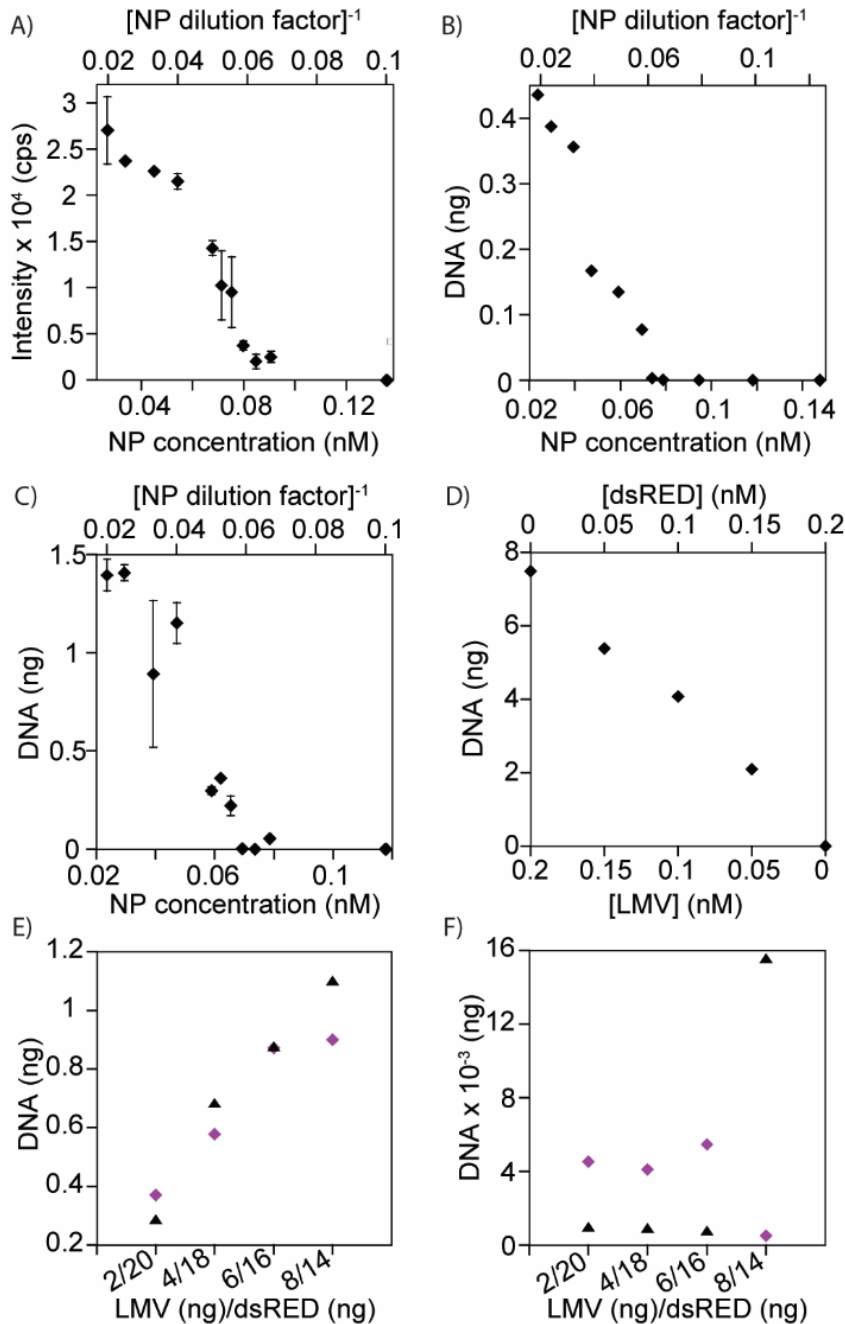 A)
[NP dilution factor]-1
0.02 0.04 0.06 0.08 0.1
Intensity x 10⁴ (cps)
3
2.5
2
1.5
1
0.5
0
0.04 0.08 0.12
NP concentration (nM)
B)
[NP dilution factor]-1
0.02 0.06 0.1
DNA (ng)
0.4
0.3
0.2
0.1
0
0.02 0.06 0.1 0.14
NP concentration (nM)
C)
[NP dilution factor]-1
0.02 0.04 0.06 0.08 0.1
DNA (ng)
1.5
1
0.5
0
0.02 0.06 0.1
NP concentration (nM)
D)
[dsRED] (nM)
0 0.05 0.1 0.15 0.2
DNA (ng)
8
6
4
2
0
0.2 0.15 0.1 0.05 0
[LMV] (nM)
E)
DNA (ng)
1.2
1
0.8
0.6
0.4
0.2
2/20 4/18 6/16 8/14
LMV (ng)/dsRED (ng)
F)
DNA x 10-3 (ng)
16
12
8
4
0
2/20 4/18 6/16 8/14
LMV (ng)/dsRED (ng)